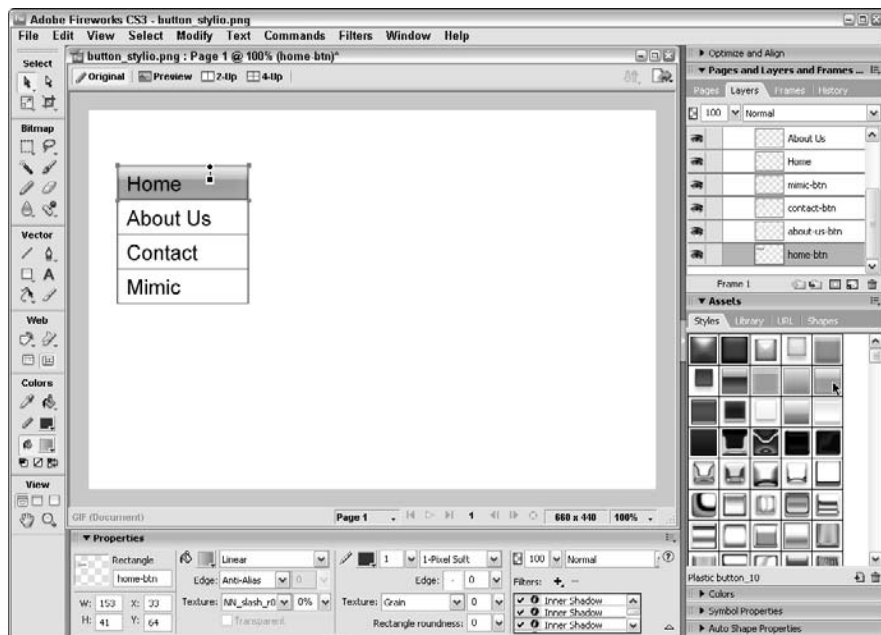 Adobe Fireworks CS3 - button_stylio.png
File Edit View Select Modify Text Commands Filters Window Help
Select
Bitmap
Vector
Web
Colors
View
button_stylio.png : Page 1 @ 100% (home-btn)*
Original Preview 2-Up 4-Up
Home
About Us
Contact
Mimic
GIF (Document)
Page 1 1 660 x 440 100%
Optimize and Align
Pages and Layers and Frames ...
Pages Layers Frames History
100 Normal
About Us
Home
mimic-btn
contact-btn
about-us-btn
home-btn
Frame 1
Assets
Styles Library URL Shapes
Plastic button_10
Colors
Symbol Properties
Auto Shape Properties
Properties
Rectangle
home-btn
W: 153 X: 33
H: 41 Y: 64
Linear
Edge: Anti-Alias 0
Texture: NN_slash_r0 0%
Transparent
1 1-Pixel Soft
Edge: - 0
Texture: Grain 0
Rectangle roundness: 0
100 Normal
Filters:
Inner Shadow
Inner Shadow
Inner Shadow